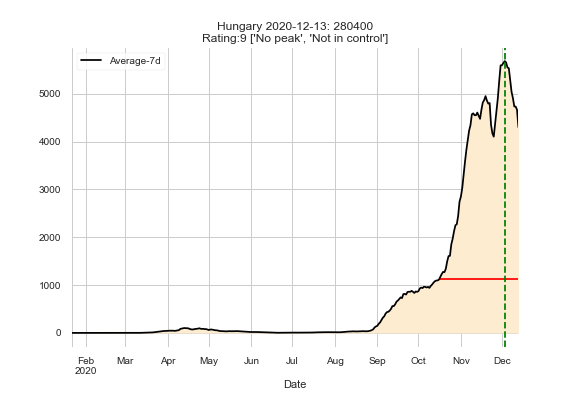 Hungary 2020-12-13: 280400
Rating:9 ['No peak', 'Not in control']
Average-7d
5000
4000
3000
2000
1000
0
Feb Mar Apr May Jun Jul Aug Sep Oct Nov Dec
2020
Date